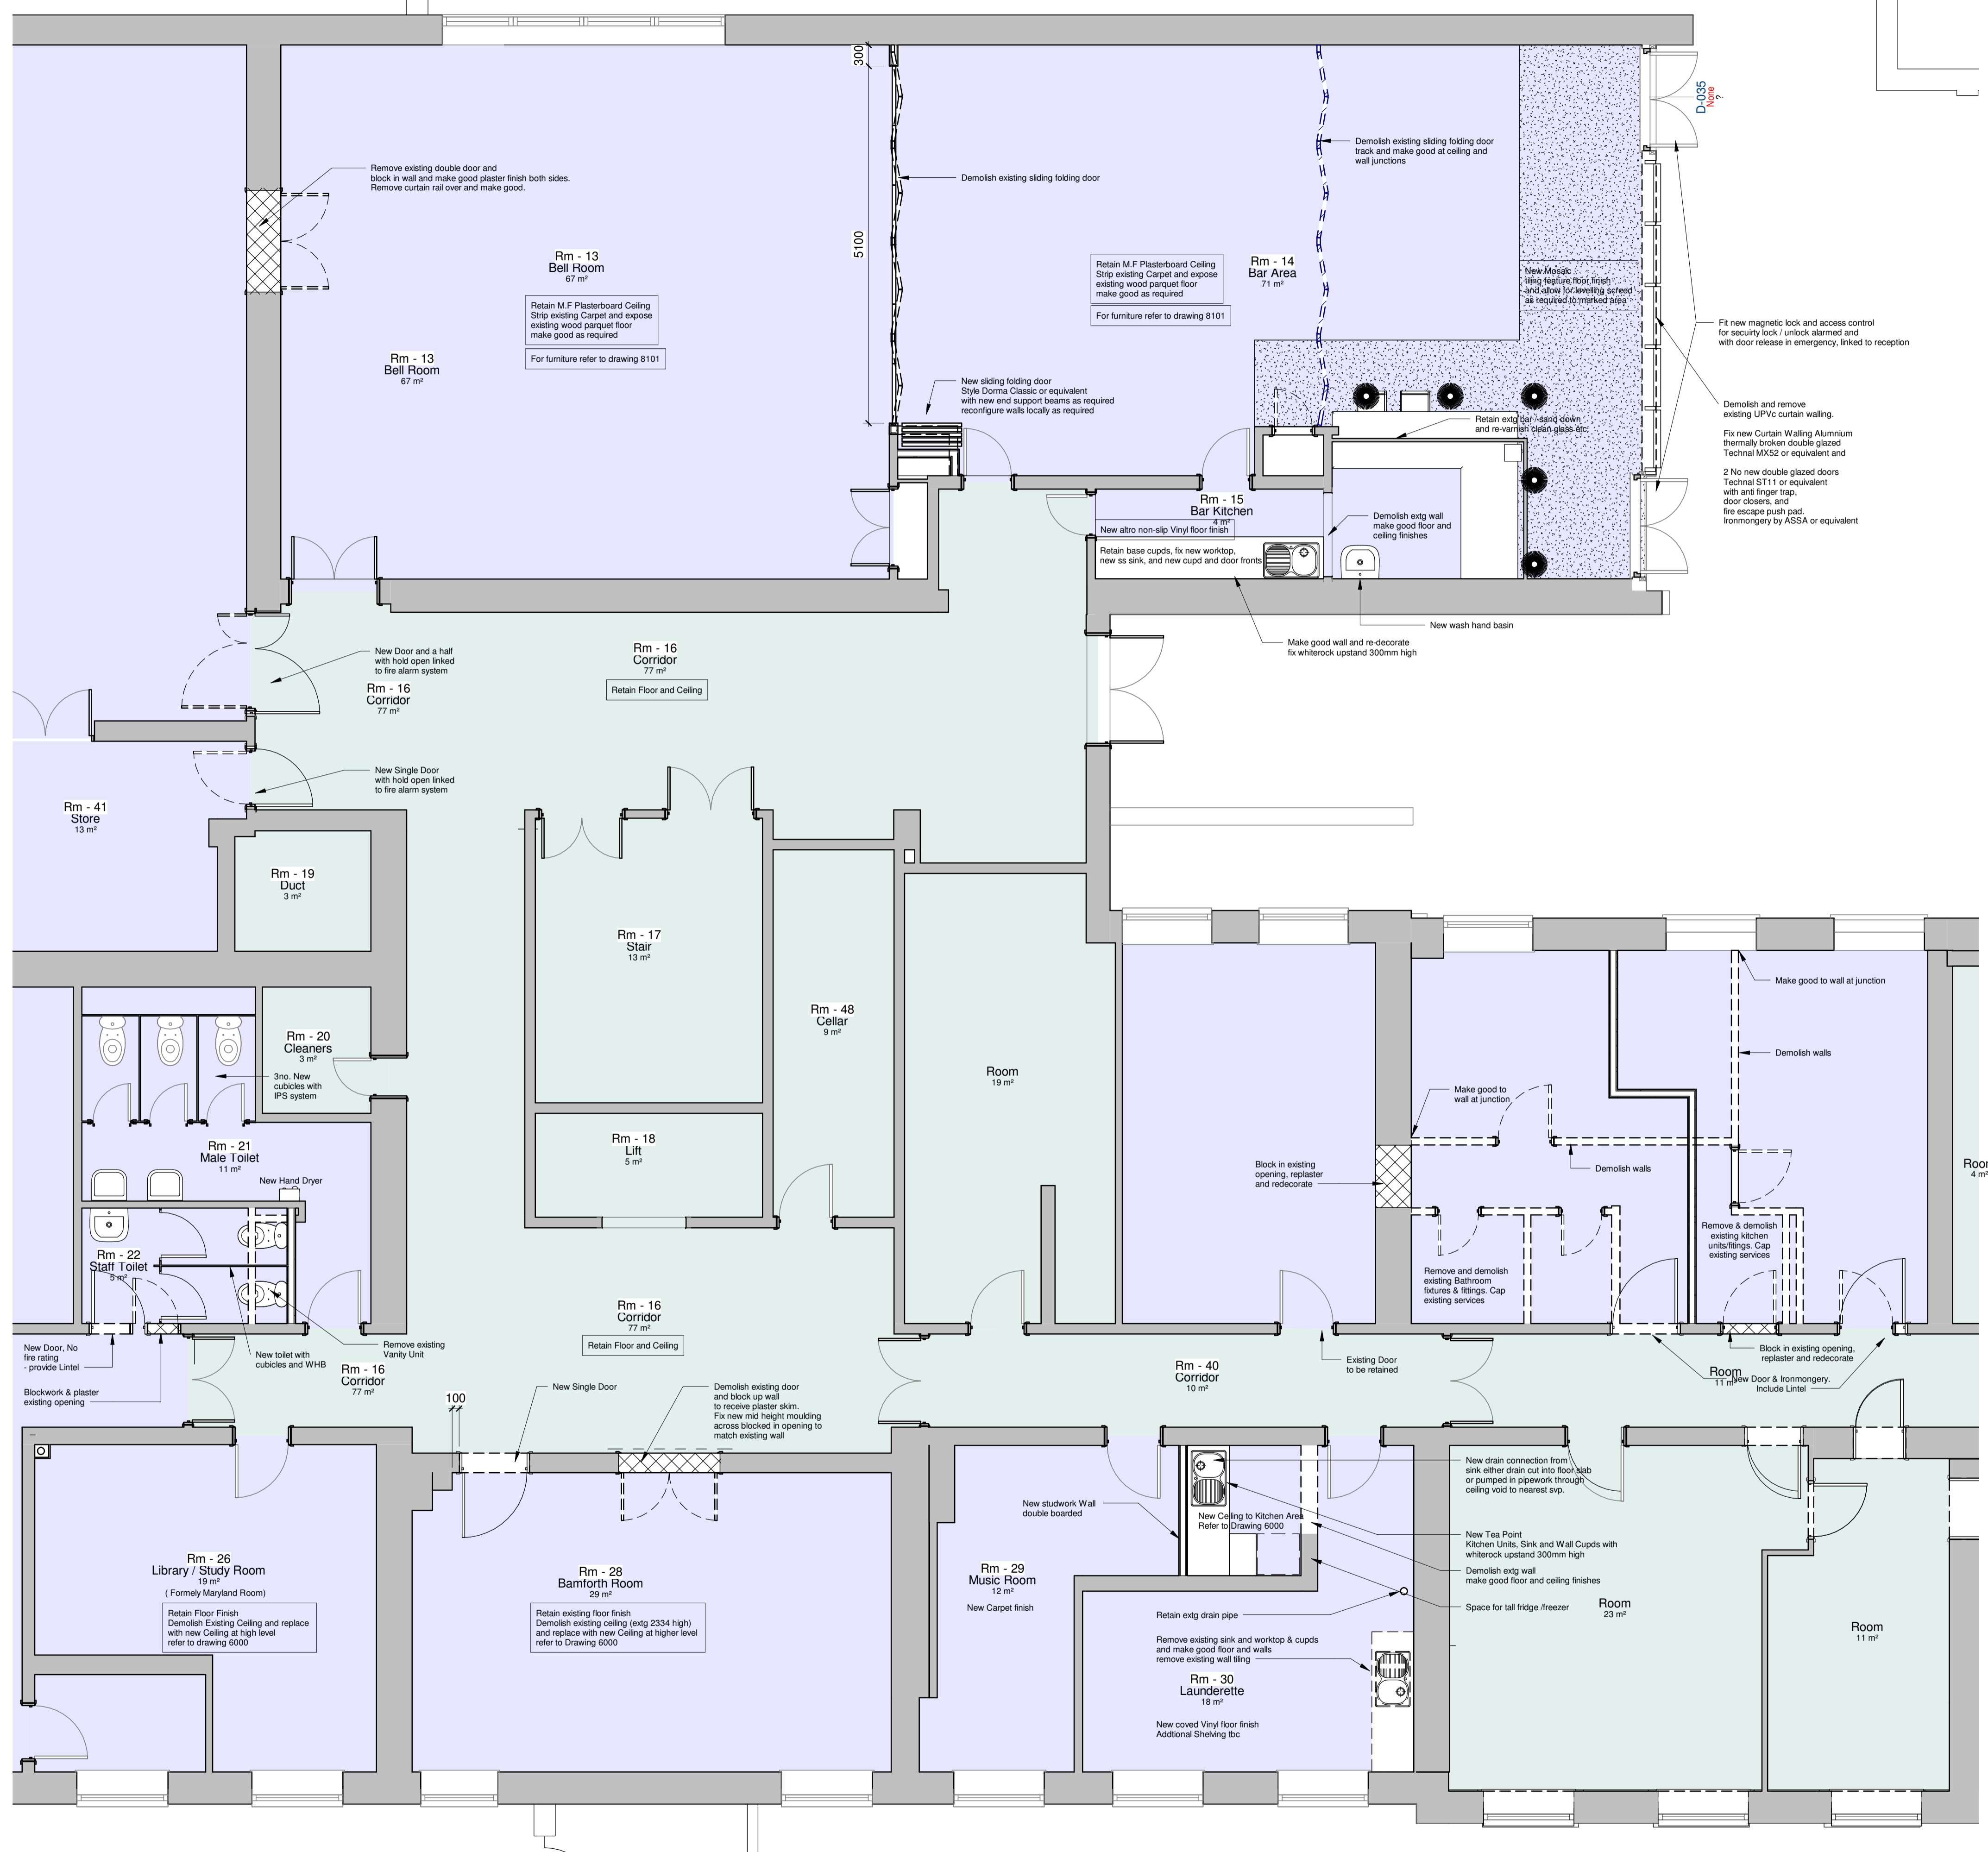 300
5100
D-035
None
?
Remove existing double door and
block in wall and make good plaster finish both sides.
Remove curtain rail over and make good.
Demolish existing sliding folding door
Demolish existing sliding folding door
track and make good at ceiling and
wall junctions
Rm - 13
Bell Room
67 m²
Retain M.F Plasterboard Ceiling
Strip existing Carpet and expose
existing wood parquet floor
make good as required
For furniture refer to drawing 8101
Rm - 13
Bell Room
67 m²
Retain M.F Plasterboard Ceiling
Strip existing Carpet and expose
existing wood parquet floor
make good as required
For furniture refer to drawing 8101
Rm - 14
Bar Area
71 m²
New Mosaic
tiling feature floor finish
and allow for levelling screed
as required to marked area
Fit new magnetic lock and access control
for secuirty lock / unlock alarmed and
with door release in emergency, linked to reception
New sliding folding door
Style Dorma Classic or equivalent
with new end support beams as required
reconfigure walls locally as required
Retain extg bar / sand down
and re-varnish clean glass etc.
Demolish and remove
existing UPVc curtain walling.
Fix new Curtain Walling Alumnium
thermally broken double glazed
Technal MX52 or equivalent and
2 No new double glazed doors
Technal ST11 or equivalent
with anti finger trap,
door closers, and
fire escape push pad.
Ironmongery by ASSA or equivalent
Rm - 15
Bar Kitchen
4 m²
New altro non-slip Vinyl floor finish
Retain base cupds, fix new worktop,
new ss sink, and new cupd and door fronts
Demolish extg wall
make good floor and
ceiling finishes
New wash hand basin
Make good wall and re-decorate
fix whiterock upstand 300mm high
New Door and a half
with hold open linked
to fire alarm system
Rm - 16
Corridor
77 m²
Rm - 16
Corridor
77 m²
Retain Floor and Ceiling
New Single Door
with hold open linked
to fire alarm system
Rm - 41
Store
13 m²
Rm - 19
Duct
3 m²
Rm - 17
Stair
13 m²
Rm - 48
Cellar
9 m²
Room
19 m²
Rm - 20
Cleaners
3 m²
3no. New
cubicles with
IPS system
Rm - 21
Male Toilet
11 m²
New Hand Dryer
Rm - 18
Lift
5 m²
Make good to wall at junction
Demolish walls
Make good to
wall at junction
Demolish walls
Block in existing
opening, replaster
and redecorate
Room
4 m²
Rm - 22
Staff Toilet
5 m²
Remove & demolish
existing kitchen
units/fitings. Cap
existing services
Remove and demolish
existing Bathroom
fixtures & fittings. Cap
existing services
New Door, No
fire rating
- provide Lintel
Blockwork & plaster
existing opening
New toilet with
cubicles and WHB
Remove existing
Vanity Unit
Rm - 16
Corridor
77 m²
Rm - 16
Corridor
77 m²
Retain Floor and Ceiling
Rm - 40
Corridor
10 m²
Existing Door
to be retained
Block in existing opening,
replaster and redecorate
Room
11 m²
New Door & Ironmongery.
Include Lintel
100
New Single Door
Demolish existing door
and block up wall
to receive plaster skim.
Fix new mid height moulding
across blocked in opening to
match existing wall
New drain connection from
sink either drain cut into floor slab
or pumped in pipework through
ceiling void to nearest svp.
New studwork Wall
double boarded
New Ceiling to Kitchen Area
Refer to Drawing 6000
New Tea Point
Kitchen Units, Sink and Wall Cupds with
whiterock upstand 300mm high
Demolish extg wall
make good floor and ceiling finishes
Space for tall fridge /freezer
Rm - 26
Library / Study Room
19 m²
( Formely Maryland Room)
Retain Floor Finish
Demolish Existing Ceiling and replace
with new Ceiling at high level
refer to drawing 6000
Rm - 28
Bamforth Room
29 m²
Retain existing floor finish
Demolish existing ceiling (extg 2334 high)
and replace with new Ceiling at higher level
refer to Drawing 6000
Rm - 29
Music Room
12 m²
New Carpet finish
Retain extg drain pipe
Remove existing sink and worktop & cupds
and make good floor and walls
remove existing wall tiling
Rm - 30
Launderette
18 m²
New coved Vinyl floor finish
Addtional Shelving tbc
Room
23 m²
Room
11 m²